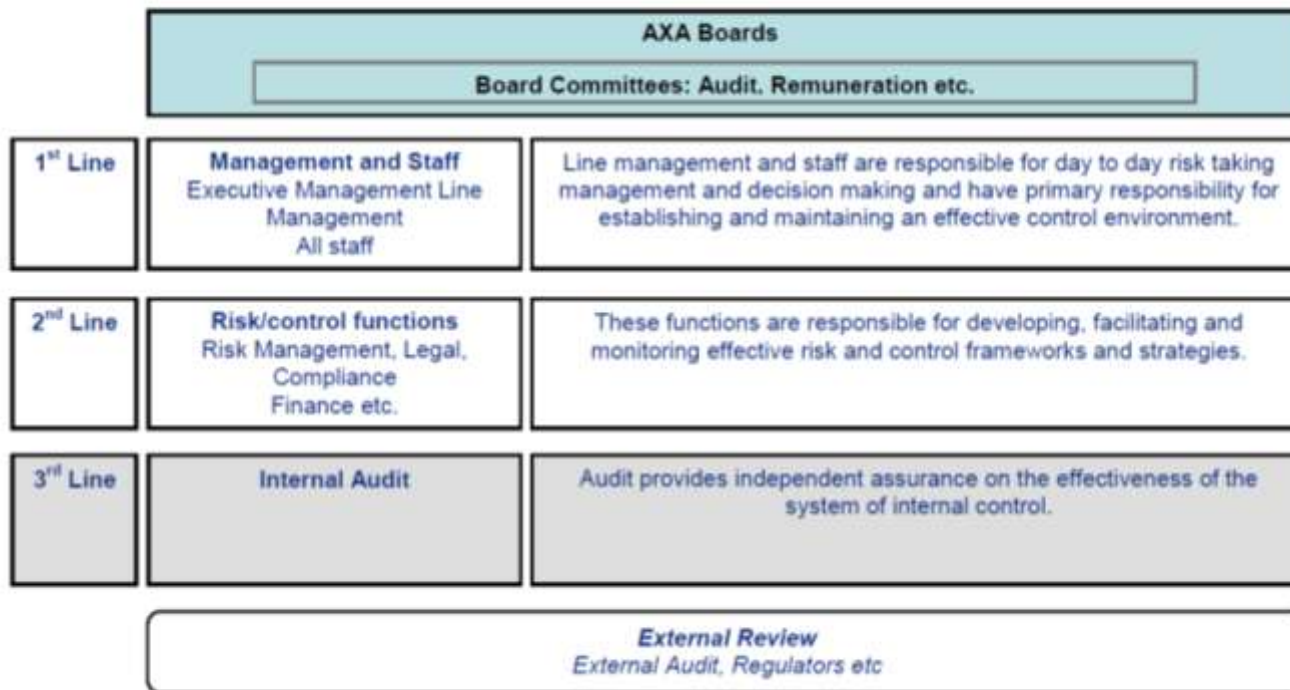 AXA Boards
Board Committees: Audit, Remuneration etc.
1st Line
Management and Staff
Executive Management Line
Management
All staff
Line management and staff are responsible for day to day risk taking
management and decision making and have primary responsibility for
establishing and maintaining an effective control environment.
2nd Line
Risk/control functions
Risk Management, Legal,
Compliance
Finance etc.
These functions are responsible for developing, facilitating and
monitoring effective risk and control frameworks and strategies.
3rd Line
Internal Audit
Audit provides independent assurance on the effectiveness of the
system of internal control.
External Review
External Audit, Regulators etc